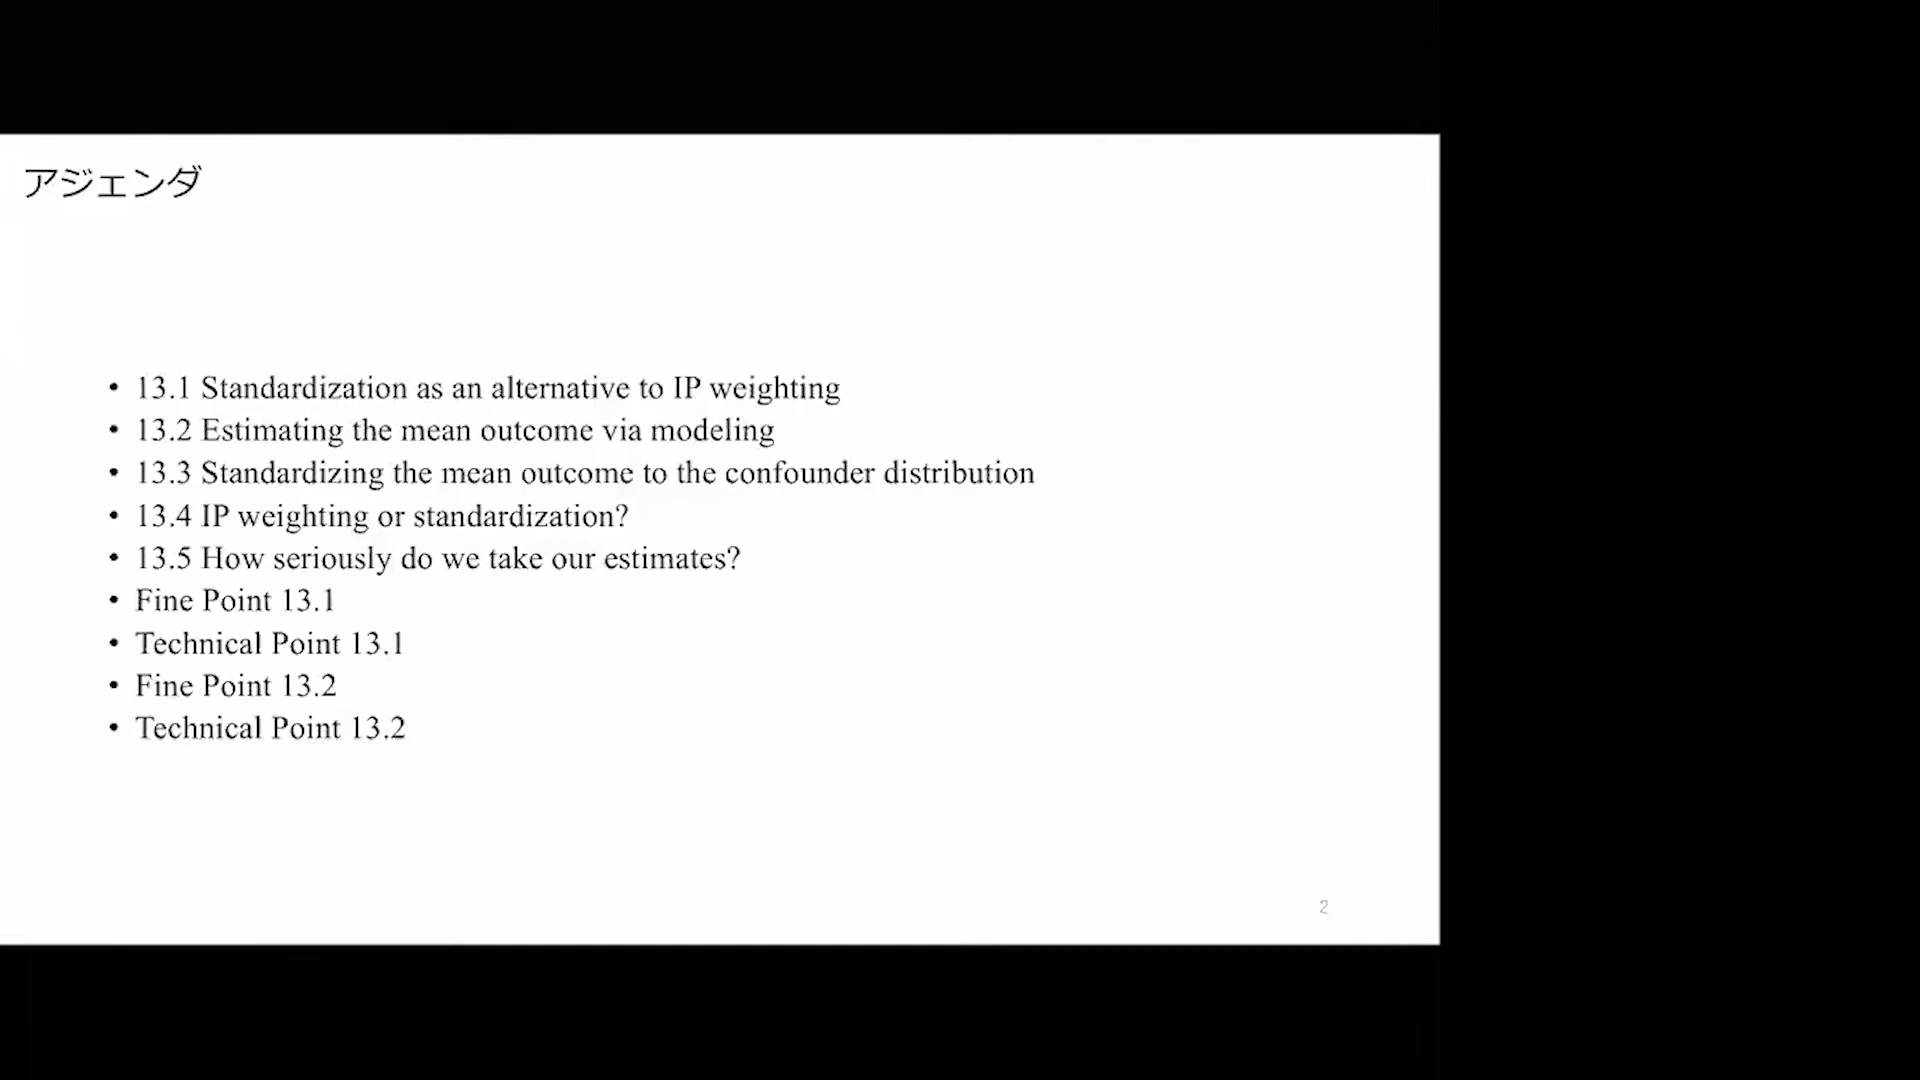 アジェンダ
• 13.1 Standardization as an alternative to IP weighting
• 13.2 Estimating the mean outcome via modeling
• 13.3 Standardizing the mean outcome to the confounder distribution
• 13.4 IP weighting or standardization?
• 13.5 How seriously do we take our estimates?
• Fine Point 13.1
• Technical Point 13.1
• Fine Point 13.2
• Technical Point 13.2
2